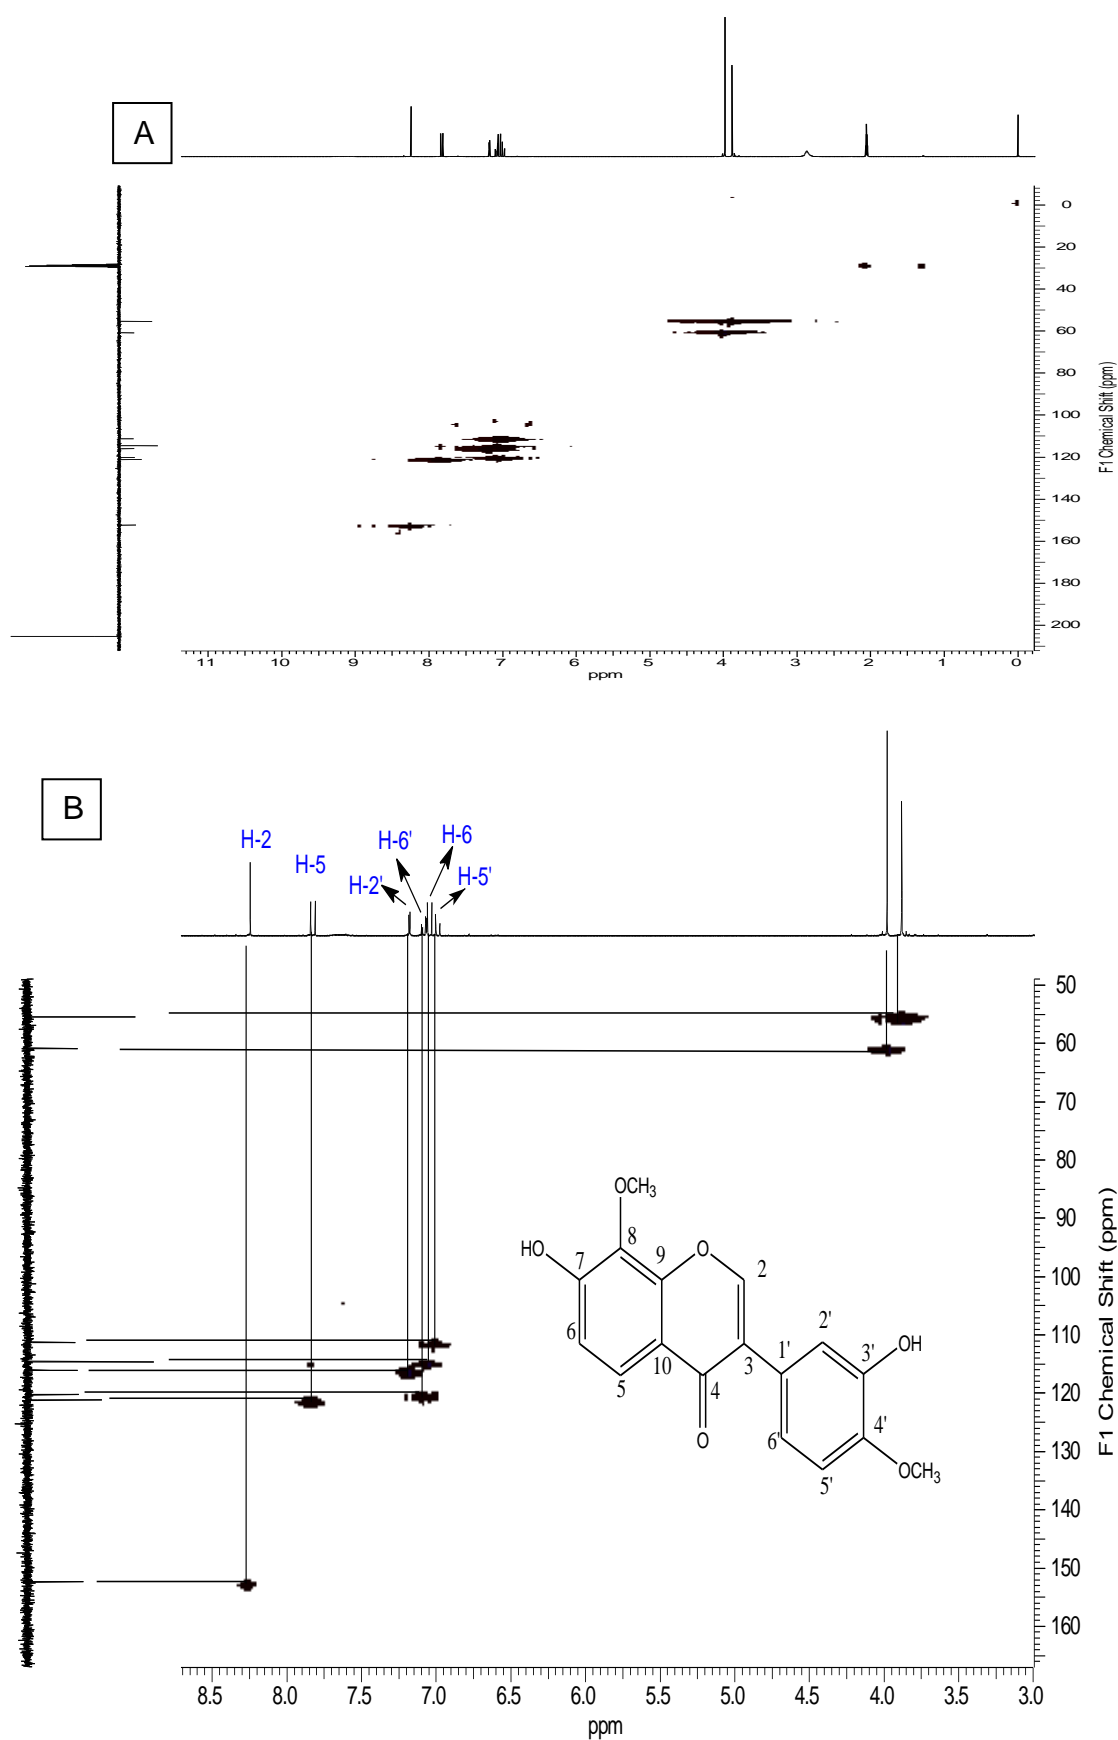 A
0
20
40
60
80
100
120
140
160
180
200
F1 Chemical Shift (ppm)
11 10 9 8 7 6 5 4 3 2 1 0
ppm
B
H-2 H-5 H-2' H-6' H-6 H-5'
50
60
70
80
90
100
110
120
130
140
150
160
F1 Chemical Shift (ppm)
OCH3
HO 7 8 9 O 2
6 5 10 4 3 1' 2' 3' OH
O 6' 5' 4' OCH3
8.5 8.0 7.5 7.0 6.5 6.0 5.5 5.0 4.5 4.0 3.5 3.0
ppm